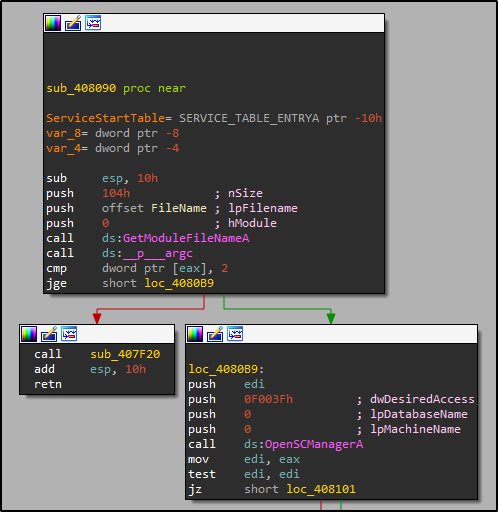 sub_408090 proc near
ServiceStartTable= SERVICE_TABLE_ENTRYA ptr -10h
var_8= dword ptr -8
var_4= dword ptr -4
sub esp, 10h
push 104h ; nSize
push offset FileName ; lpFilename
push 0 ; hModule
call ds:GetModuleFileNameA
call ds:__p___argc
cmp dword ptr [eax], 2
jge short loc_4080B9
call sub_407F20
add esp, 10h
retn
loc_4080B9:
push edi
push 0F003Fh ; dwDesiredAccess
push 0 ; lpDatabaseName
push 0 ; lpMachineName
call ds:OpenSCManagerA
mov edi, eax
test edi, edi
jz short loc_408101